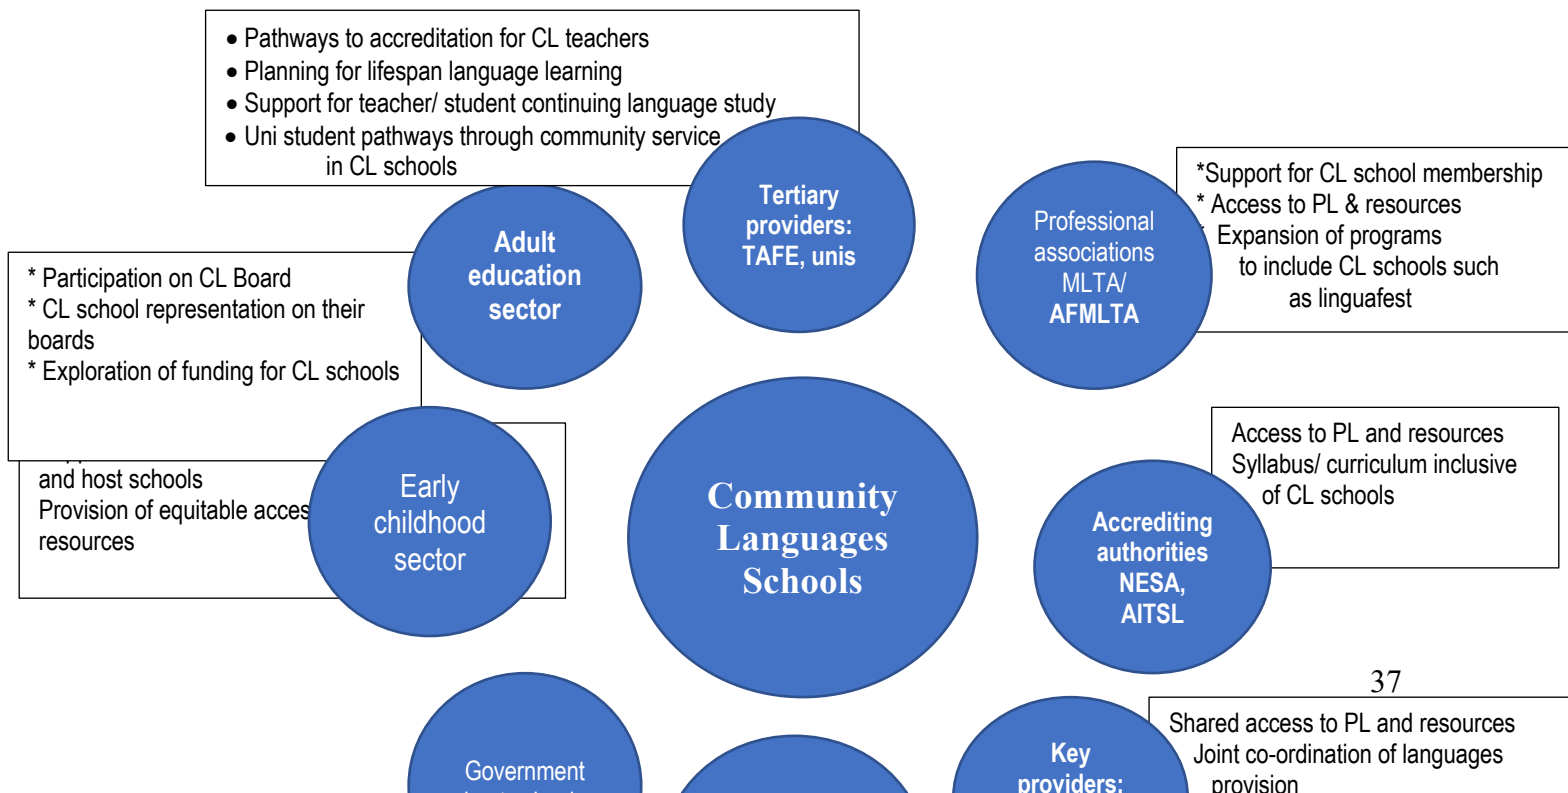 • Pathways to accreditation for CL teachers
• Planning for lifespan language learning
• Support for teacher/ student continuing language study
• Uni student pathways through community service
in CL schools
Tertiary
providers:
TAFE, unis
Professional
associations
MLTA/
AFMLTA
*Support for CL school membership
* Access to PL & resources
Expansion of programs
to include CL schools such
as linguafest
Adult
education
sector
* Participation on CL Board
* CL school representation on their
boards
* Exploration of funding for CL schools
and host schools
Provision of equitable
resources
Early
childhood
sector
Community
Languages
Schools
Access to PL and resources
Syllabus/ curriculum inclusive
of CL schools
Accrediting
authorities
NESA,
AITSL
37
Shared access to PL and resources
Joint co-ordination of languages
provision
Key
providers:
Government